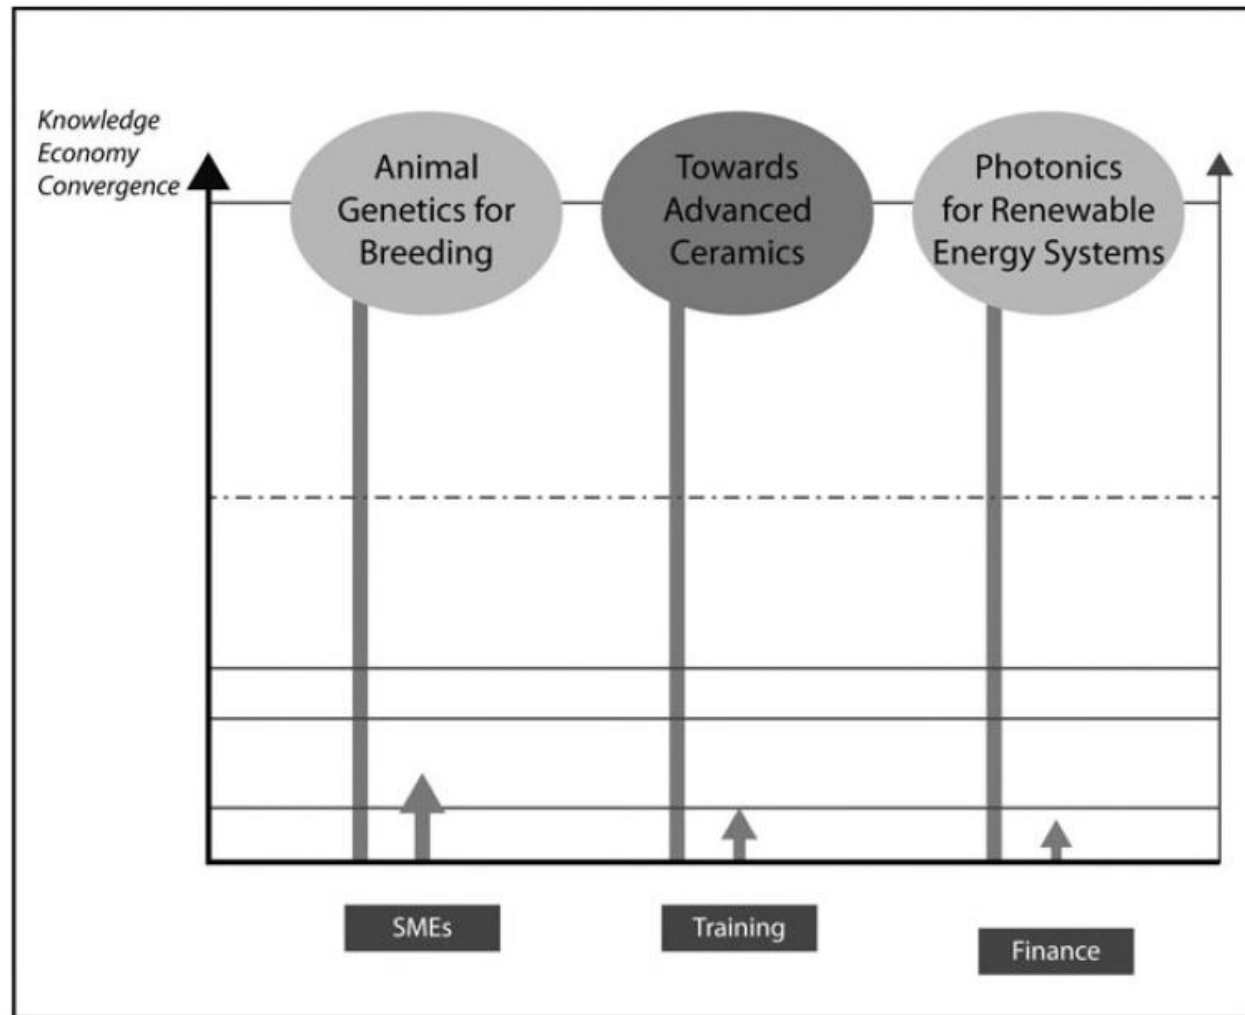 Knowledge
Economy
Convergence
Animal
Genetics for
Breeding
Towards
Advanced
Ceramics
Photonics
for Renewable
Energy Systems
SMEs
Training
Finance